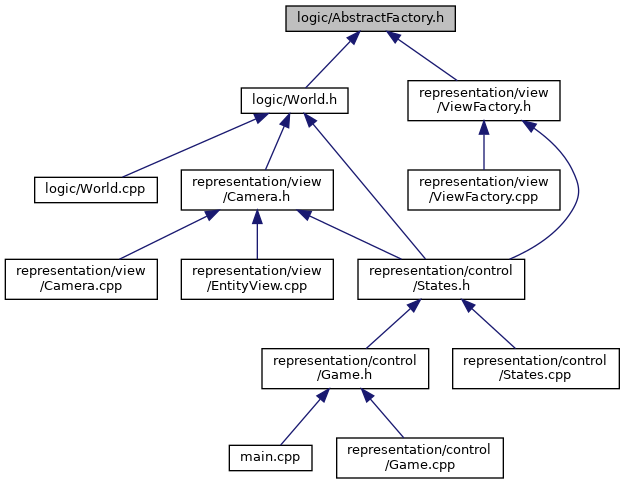 logic/AbstractFactory.h
representation/view
/ViewFactory.h
logic/World.h
logic/World.cpp
representation/view
/Camera.h
representation/view
/ViewFactory.cpp
representation/view
/Camera.cpp
representation/view
/EntityView.cpp
representation/control
/States.h
representation/control
/Game.h
representation/control
/States.cpp
main.cpp
representation/control
/Game.cpp